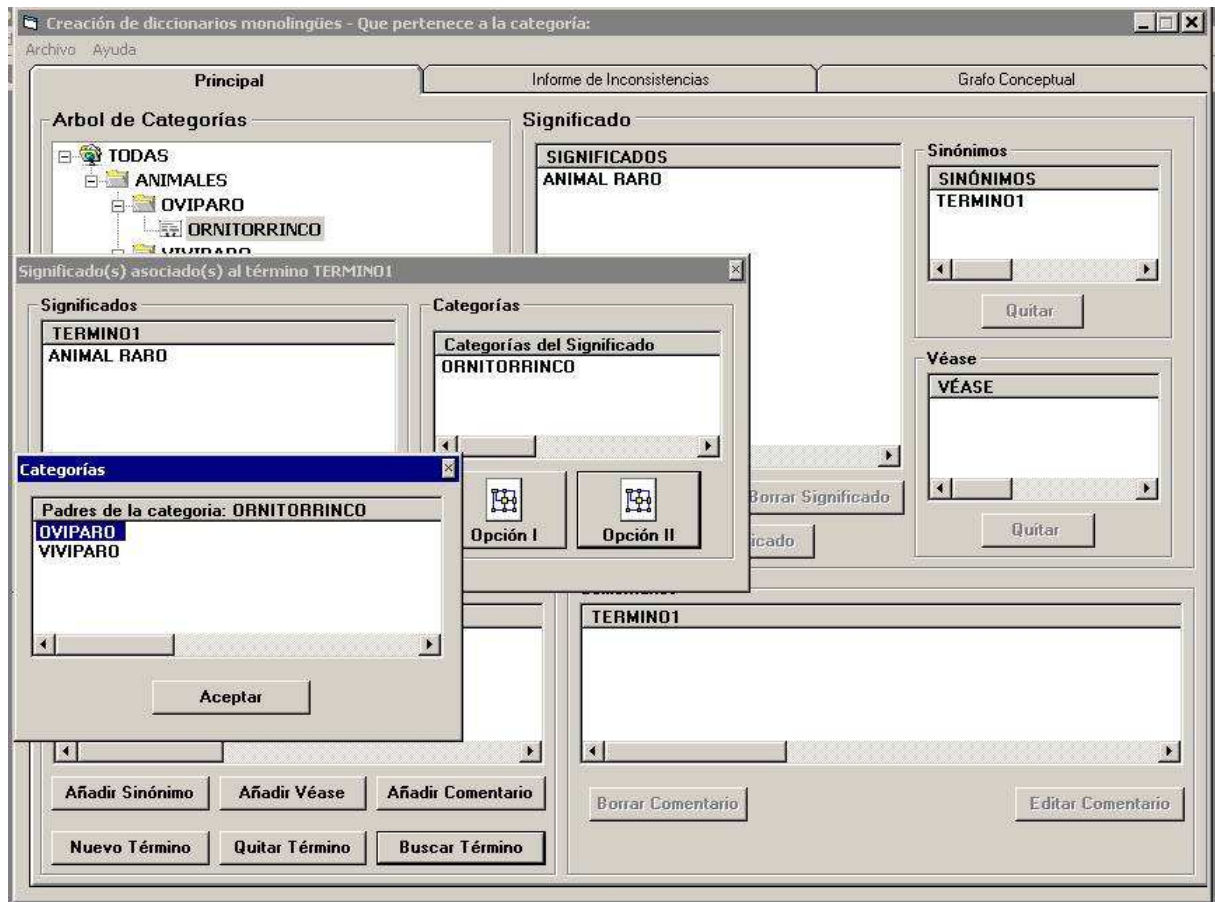 Creación de diccionarios monolingües - Que pertenece a la categoría:
Archivo Ayuda
Principal
Informe de Inconsistencias
Grafo Conceptual
Arbol de Categorías
TODAS
ANIMALES
OVIPARO
ORNITORRINCO
VIVIPARO
Significado
SIGNIFICADOS
ANIMAL RARO
Sinónimos
SINÓNIMOS
TERMINO1
Quitar
Véase
VÉASE
Quitar
Borrar Significado
icado
Significado(s) asociado(s) al término TERMINO1
Significados
TERMINO1
ANIMAL RARO
Categorías
Categorías del Significado
ORNITORRINCO
Opción I
Opción II
Categorías
Padres de la categoria: ORNITORRINCO
OVIPARO
VIVIPARO
Aceptar
TERMINO1
Añadir Sinónimo
Añadir Véase
Añadir Comentario
Nuevo Término
Quitar Término
Buscar Término
Borrar Comentario
Editar Comentario